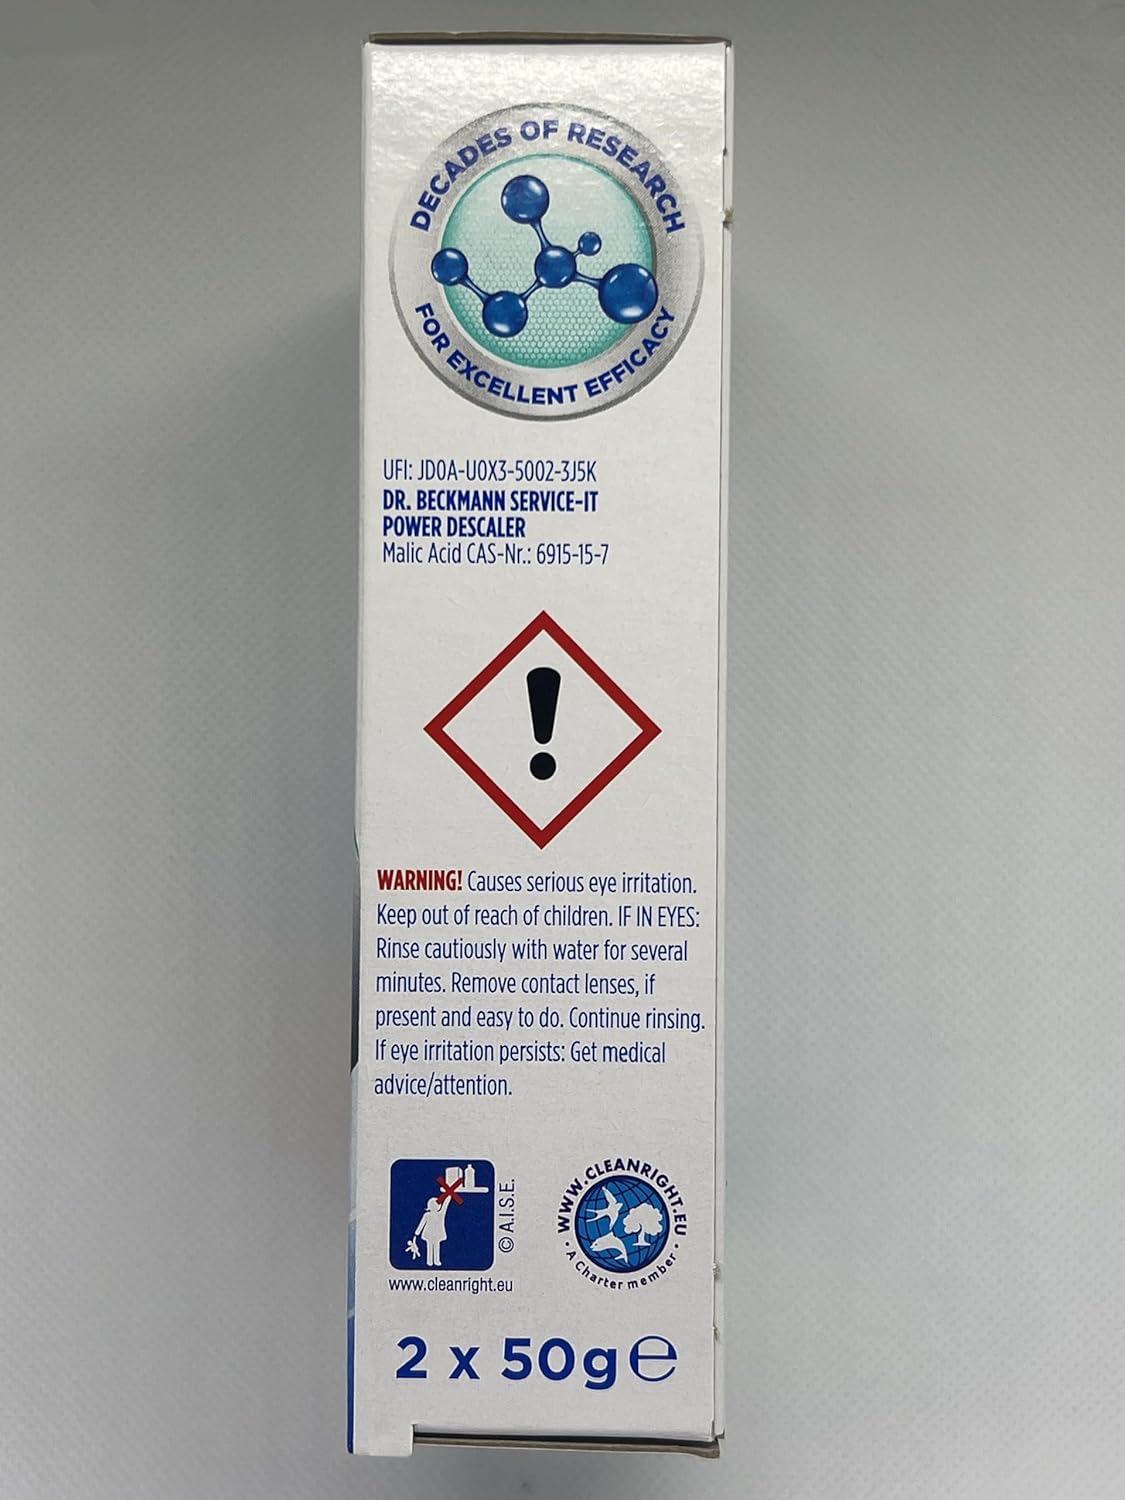 DECADES OF RESEARCH
FOR EXCELLENT EFFICACY
UFI: JD0A-U0X3-5002-3J5K
DR. BECKMANN SERVICE-IT
POWER DESCALER
Malic Acid CAS-Nr.: 6915-15-7
WARNING! Causes serious eye irritation.
Keep out of reach of children. IF IN EYES:
Rinse cautiously with water for several
minutes. Remove contact lenses, if
present and easy to do. Continue rinsing.
If eye irritation persists: Get medical
advice/attention.
© A.I.S.E.
www.cleanright.eu
WWW.CLEANRIGHT.EU
• A Charter member •
2 x 50g ℮